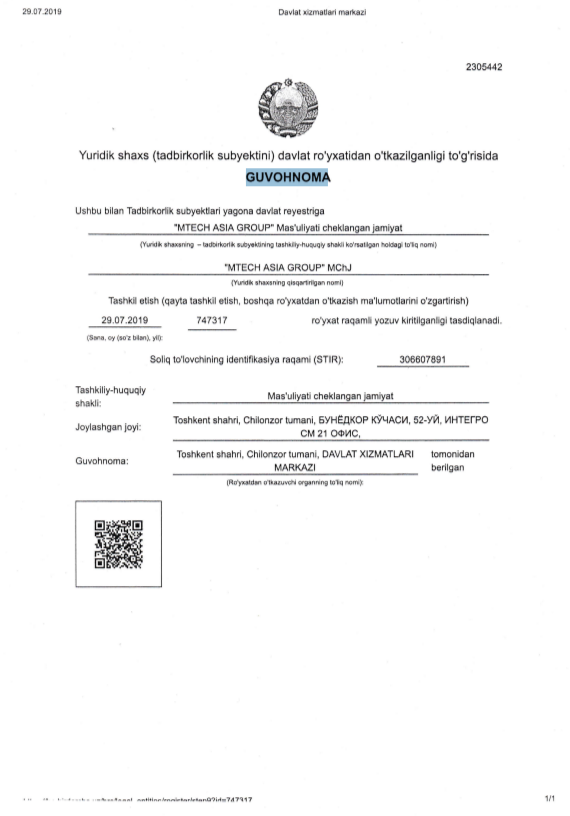 29.07.2019 Davlat xizmatlari markazi
2305442
Yuridik shaxs (tadbirkorlik subyektini) davlat ro'yxatidan o'tkazilganligi to'g'risida
GUVOHNOMA
Ushbu bilan Tadbirkorlik subyektlari yagona davlat reyestriga
"MTECH ASIA GROUP" Mas'uliyati cheklangan jamiyat
(Yuridik shaxsning – tadbirkorlik subyektining tashkiliy-huquqiy shakli ko'rsatilgan holdagi to'liq nomi)
"MTECH ASIA GROUP" MChJ
(Yuridik shaxsning qisqartirilgan nomi)
Tashkil etish (qayta tashkil etish, boshqa ro'yxatdan o'tkazish ma'lumotlarini o'zgartirish)
29.07.2019 747317 ro'yxat raqamli yozuv kiritilganligi tasdiqlanadi.
(Sana, oy (so'z bilan), yil):
Soliq to'lovchining identifikasiya raqami (STIR): 306607891
Tashkiliy-huquqiy
shakli: Mas'uliyati cheklangan jamiyat
Joylashgan joyi: Toshkent shahri, Chilonzor tumani, БУНЁДКОР КЎЧАСИ, 52-УЙ, ИНТЕГРО
СМ 21 ОФИС,
Guvohnoma: Toshkent shahri, Chilonzor tumani, DAVLAT XIZMATLARI tomonidan
MARKAZI berilgan
(Ro'yxatdan o'tkazuvchi organning to'liq nomi):
1/1